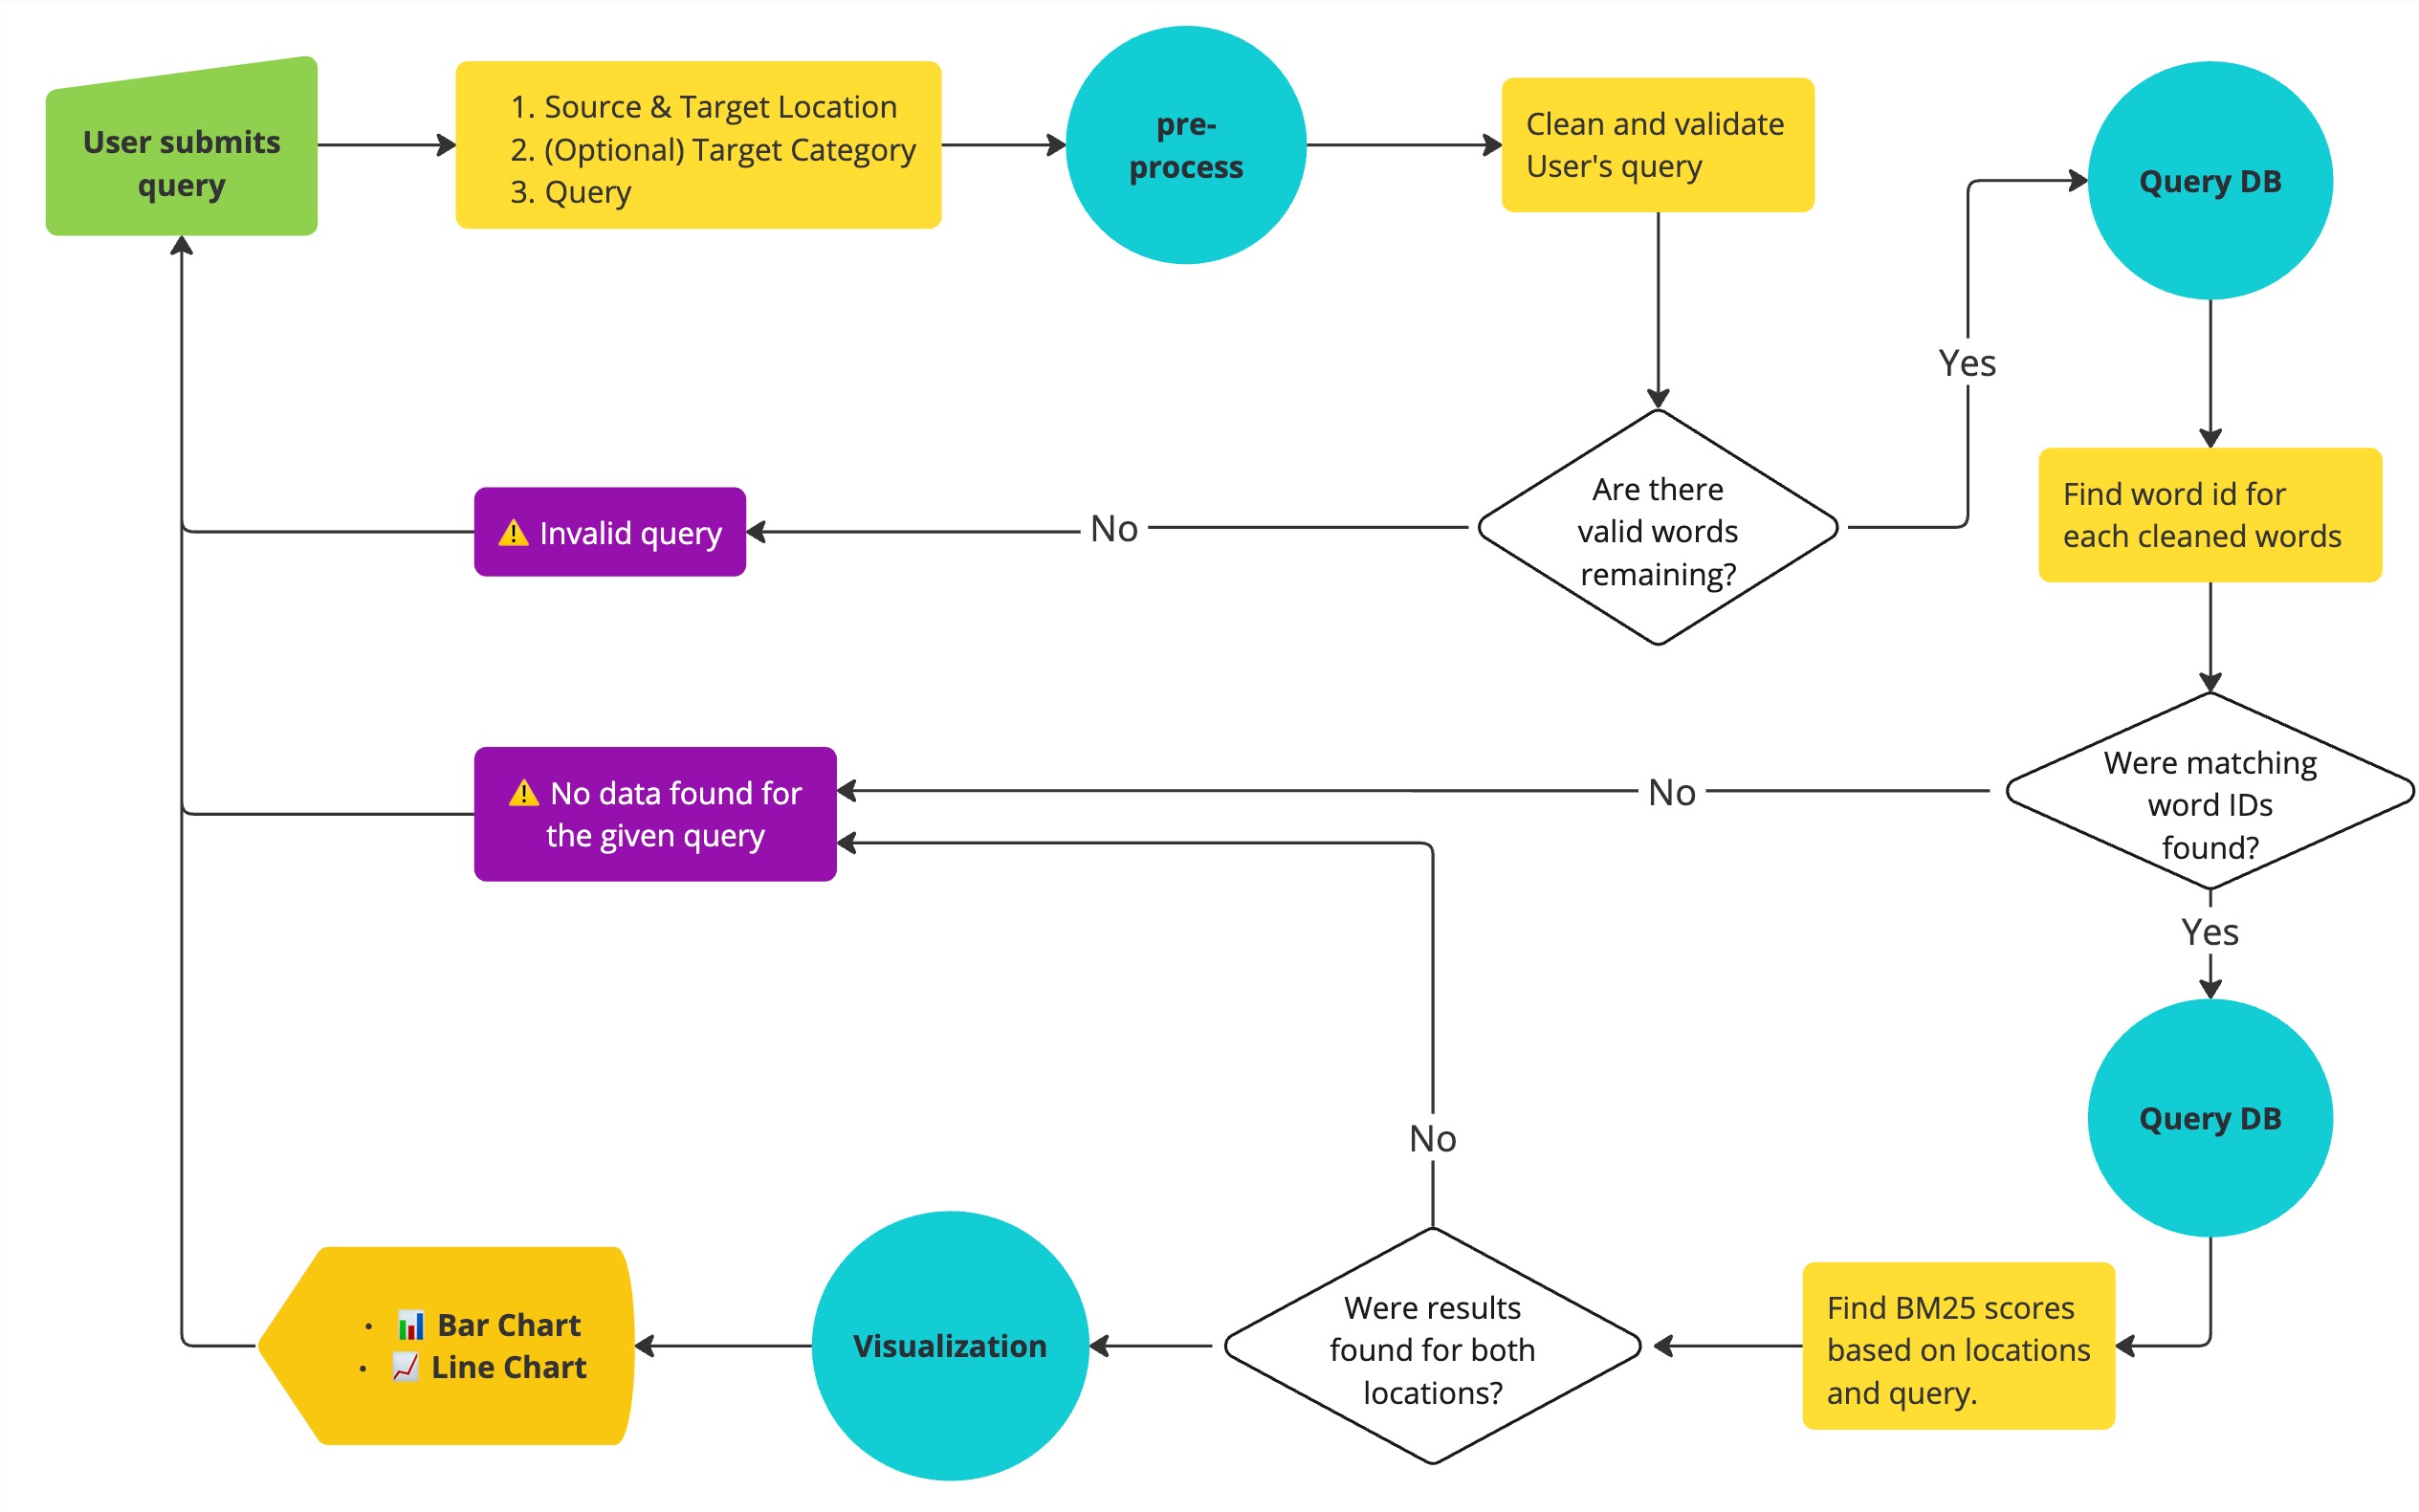 User submits
query
1. Source & Target Location
2. (Optional) Target Category
3. Query
pre-
process
Clean and validate
User's query
Query DB
Yes
Are there
valid words
remaining?
No
⚠️ Invalid query
Find word id for
each cleaned words
Were matching
word IDs
found?
No
⚠️ No data found for
the given query
Yes
Query DB
No
Find BM25 scores
based on locations
and query.
Were results
found for both
locations?
Visualization
• 📊 Bar Chart
• 📈 Line Chart